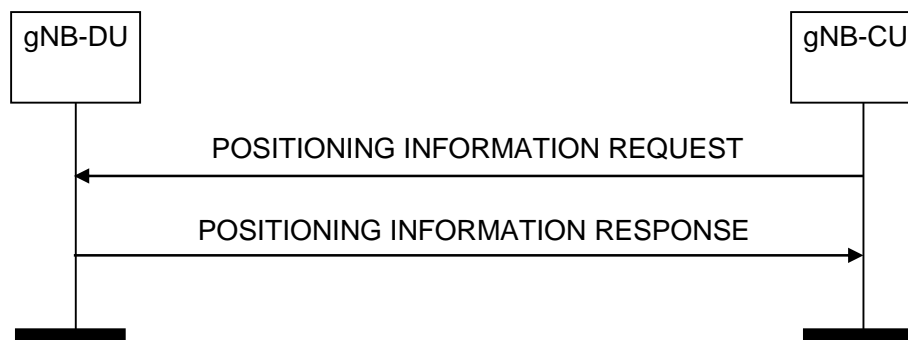 gNB-DU
gNB-CU
POSITIONING INFORMATION REQUEST
POSITIONING INFORMATION RESPONSE